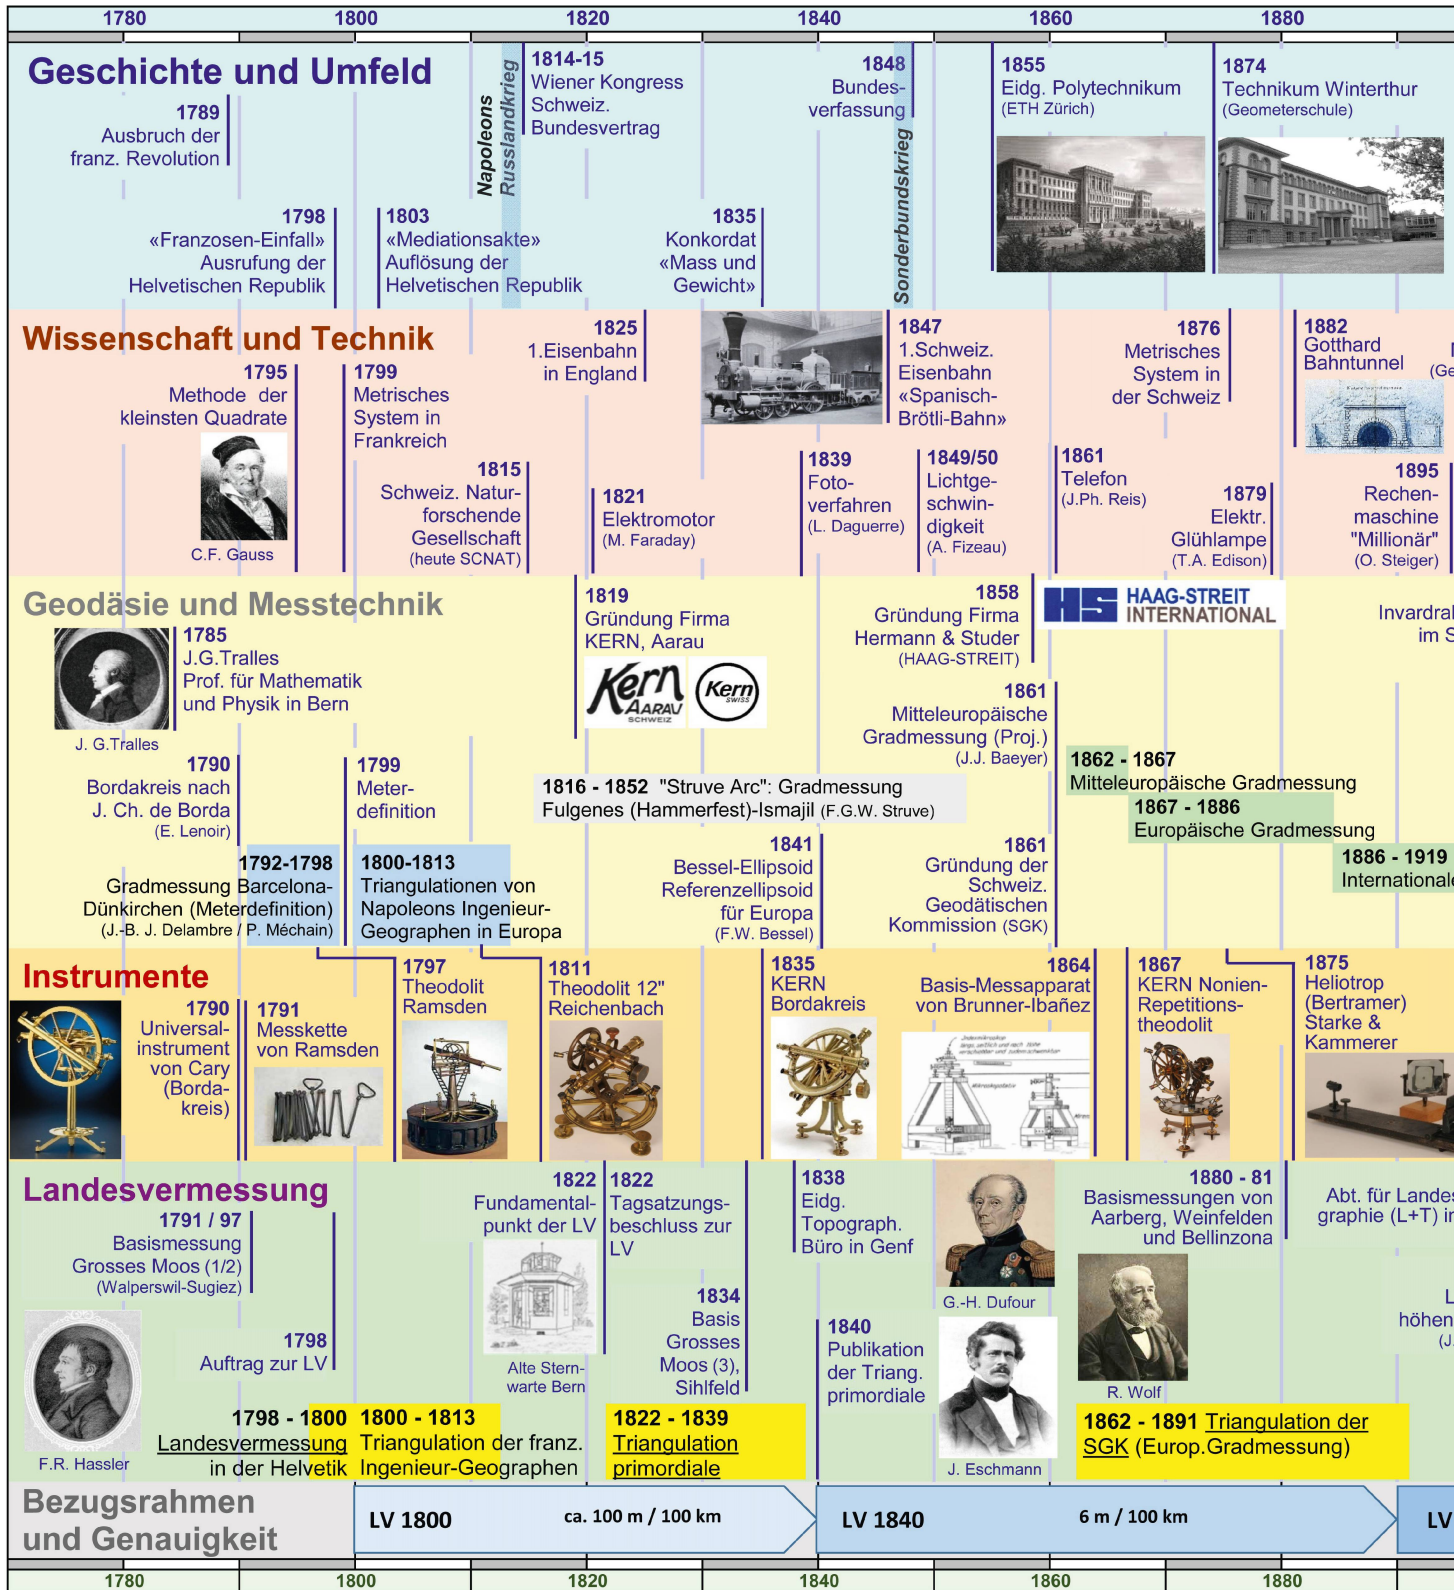 1780 1800 1820 1840 1860 1880
Geschichte und Umfeld
1789
Ausbruch der
franz. Revolution
Napoleons
Russlandkrieg
1814-15
Wiener Kongress
Schweiz.
Bundesvertrag
1848
Bundes-
verfassung
Sonderbundskrieg
1855
Eidg. Polytechnikum
(ETH Zürich)
1874
Technikum Winterthur
(Geometerschule)
1798
«Franzosen-Einfall»
Ausrufung der
Helvetischen Republik
1803
«Mediationsakte»
Auflösung der
Helvetischen Republik
1835
Konkordat
«Mass und
Gewicht»
Wissenschaft und Technik
1795
Methode der
kleinsten Quadrate
C.F. Gauss
1799
Metrisches
System in
Frankreich
1825
1.Eisenbahn
in England
1847
1.Schweiz.
Eisenbahn
«Spanisch-
Brötli-Bahn»
1876
Metrisches
System in
der Schweiz
1882
Gotthard
Bahntunnel
(Ge
1815
Schweiz. Natur-
forschende
Gesellschaft
(heute SCNAT)
1821
Elektromotor
(M. Faraday)
1839
Foto-
verfahren
(L. Daguerre)
1849/50
Lichtge-
schwin-
digkeit
(A. Fizeau)
1861
Telefon
(J.Ph. Reis)
1879
Elektr.
Glühlampe
(T.A. Edison)
1895
Rechen-
maschine
"Millionär"
(O. Steiger)
Geodäsie und Messtechnik
J. G.Tralles
1785
J.G.Tralles
Prof. für Mathematik
und Physik in Bern
1819
Gründung Firma
KERN, Aarau
Kern
AARAU
SCHWEIZ
Kern
SWISS
1858
Gründung Firma
Hermann & Studer
(HAAG-STREIT)
HS HAAG-STREIT
INTERNATIONAL
Invardral
im S
1861
Mitteleuropäische
Gradmessung (Proj.)
(J.J. Baeyer)
1790
Bordakreis nach
J. Ch. de Borda
(E. Lenoir)
1799
Meter-
definition
1816 - 1852 "Struve Arc": Gradmessung
Fulgenes (Hammerfest)-Ismajil (F.G.W. Struve)
1862 - 1867
Mitteleuropäische Gradmessung
1867 - 1886
Europäische Gradmessung
1886 - 1919
Internationale
1792-1798
Gradmessung Barcelona-
Dünkirchen (Meterdefinition)
(J.-B. J. Delambre / P. Méchain)
1800-1813
Triangulationen von
Napoleons Ingenieur-
Geographen in Europa
1841
Bessel-Ellipsoid
Referenzellipsoid
für Europa
(F.W. Bessel)
1861
Gründung der
Schweiz.
Geodätischen
Kommission (SGK)
Instrumente
1790
Universal-
instrument
von Cary
(Borda-
kreis)
1791
Messkette
von Ramsden
1797
Theodolit
Ramsden
1811
Theodolit 12"
Reichenbach
1835
KERN
Bordakreis
1864
Basis-Messapparat
von Brunner-Ibañez
1867
KERN Nonien-
Repetitions-
theodolit
1875
Heliotrop
(Bertramer)
Starke &
Kammerer
Landesvermessung
1791 / 97
Basismessung
Grosses Moos (1/2)
(Walperswil-Sugiez)
F.R. Hassler
1798
Auftrag zur LV
1822
Fundamental-
punkt der LV
Alte Stern-
warte Bern
1822
Tagsatzungs-
beschluss zur
LV
1834
Basis
Grosses
Moos (3),
Sihlfeld
1838
Eidg.
Topograph.
Büro in Genf
1840
Publikation
der Triang.
primordiale
G.-H. Dufour
J. Eschmann
1880 - 81
Basismessungen von
Aarberg, Weinfelden
und Bellinzona
R. Wolf
Abt. für Landes
graphie (L+T) in
L
höhen
(J.
1798 - 1800
Landesvermessung
in der Helvetik
1800 - 1813
Triangulation der franz.
Ingenieur-Geographen
1822 - 1839
Triangulation
primordiale
1862 - 1891 Triangulation der
SGK (Europ.Gradmessung)
Bezugsrahmen
und Genauigkeit
LV 1800 ca. 100 m / 100 km
LV 1840 6 m / 100 km
LV
1780 1800 1820 1840 1860 1880